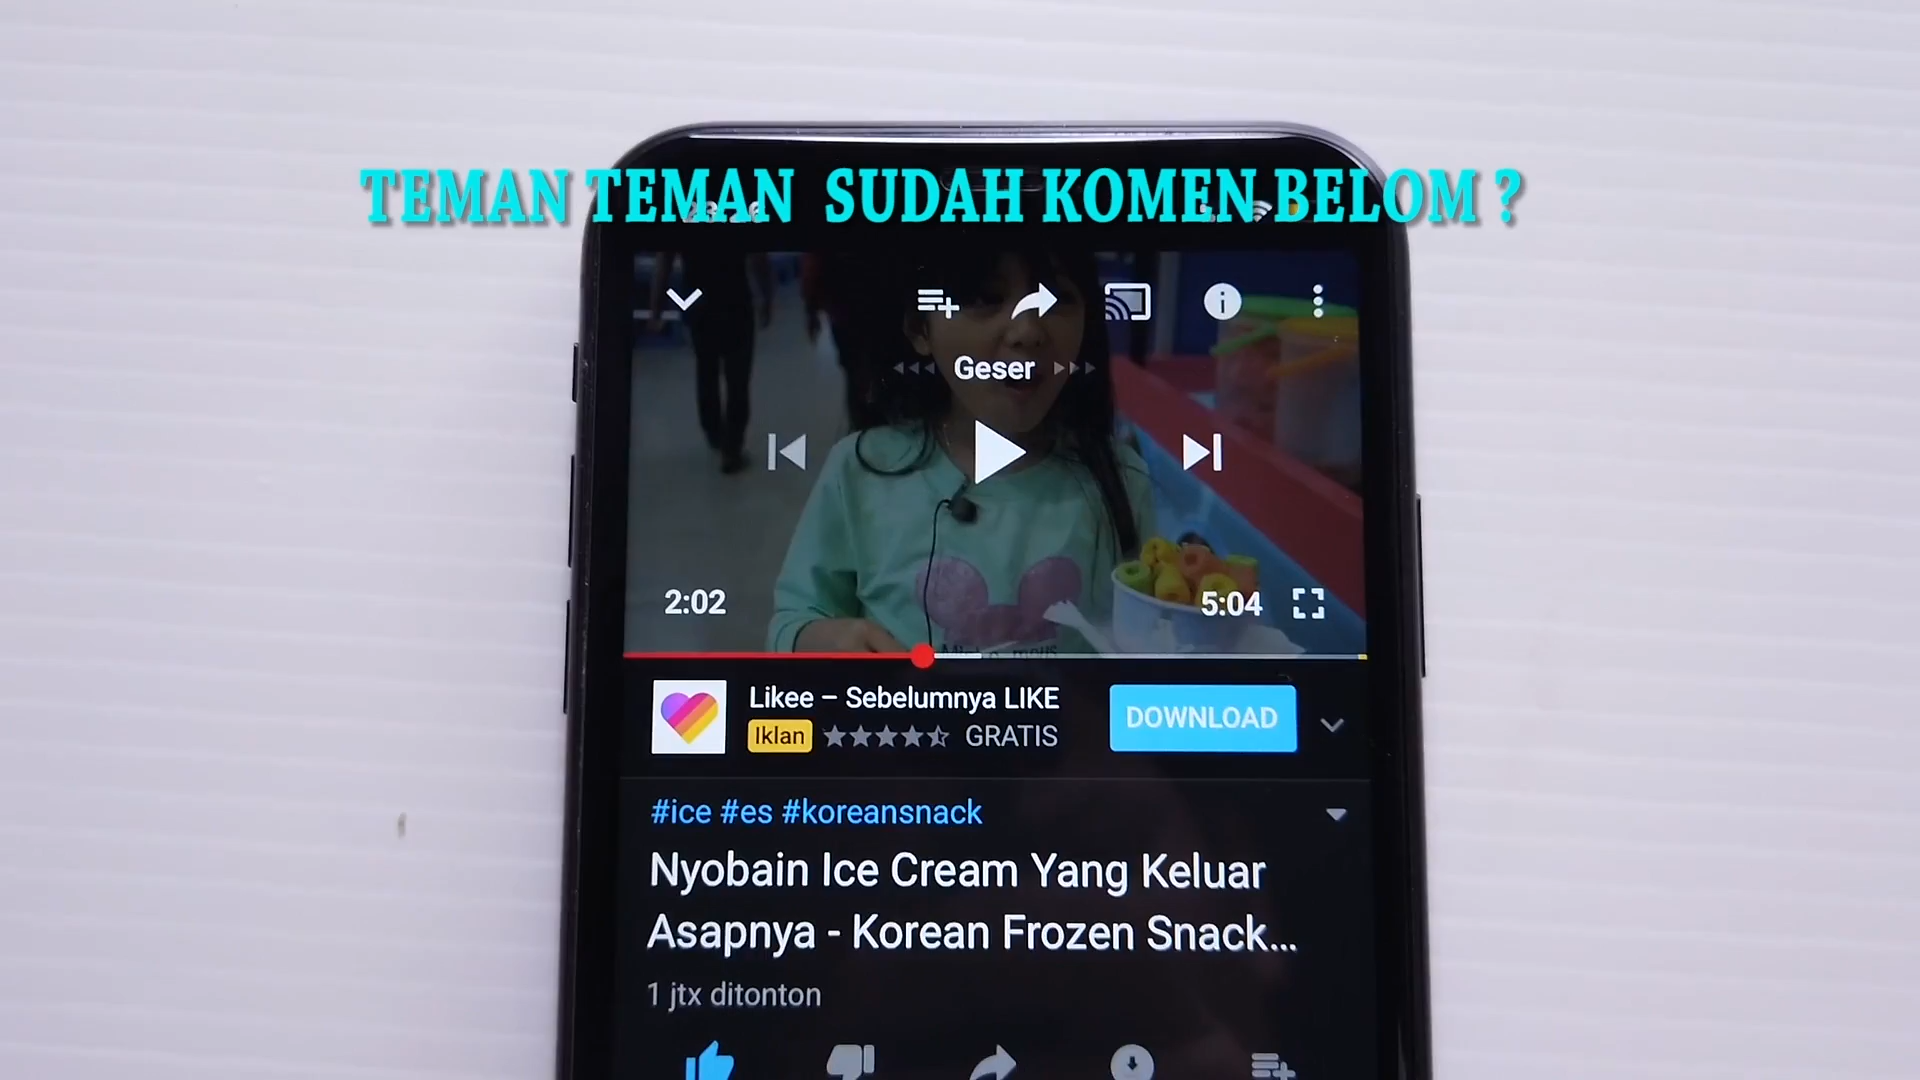 TEMAN TEMAN SUDAH KOMEN BELOM ?
Geser
2:02
5:04
Likee – Sebelumnya LIKE
Iklan GRATIS
DOWNLOAD
#ice #es #koreansnack
Nyobain Ice Cream Yang Keluar
Asapnya - Korean Frozen Snack...
1 jtx ditonton